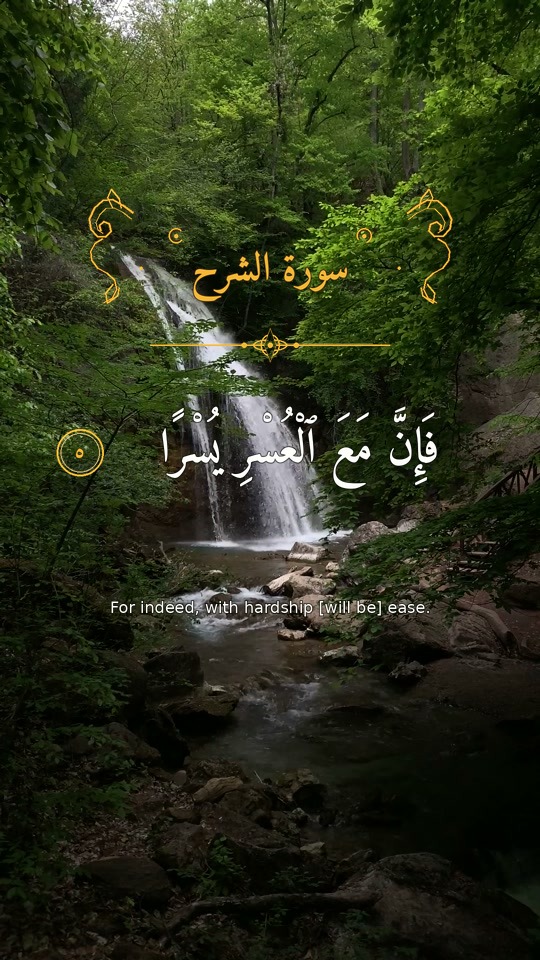 سورة الشرح
فَإِنَّ مَعَ ٱلْعُسْرِ يُسْرًا ٥
For indeed, with hardship [will be] ease.